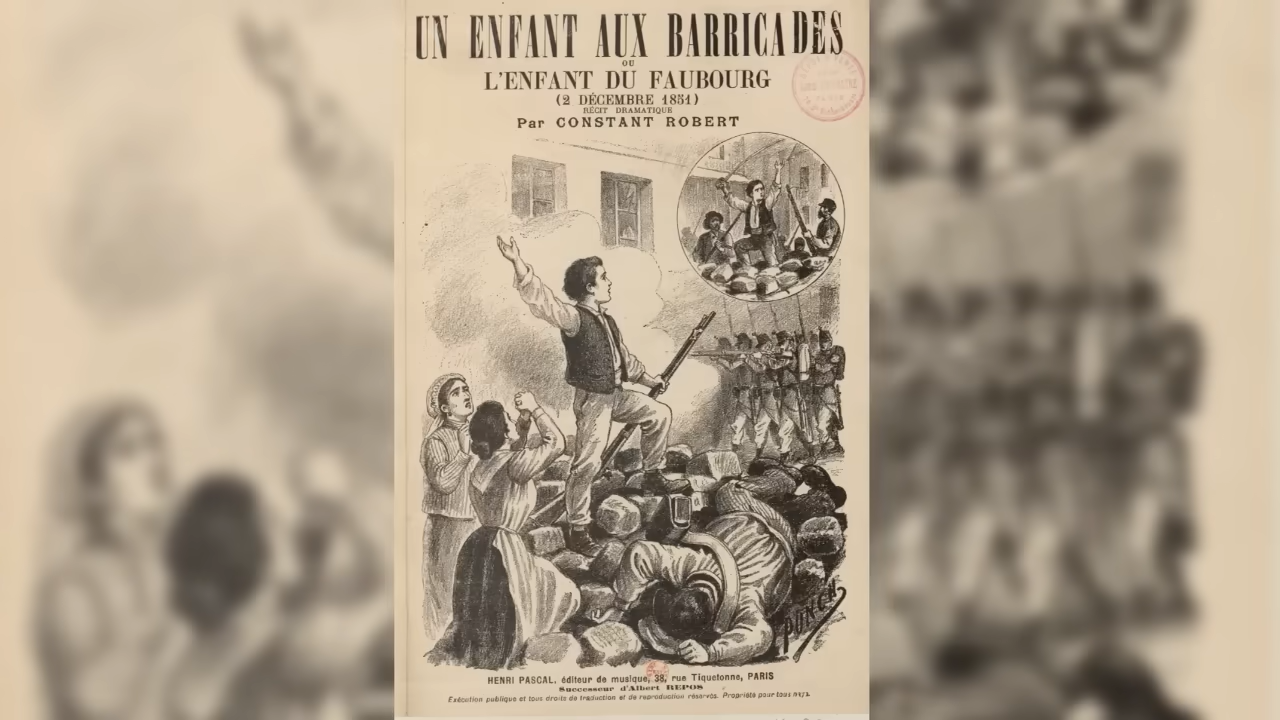 UN ENFANT AUX BARRICADES
OU
L'ENFANT DU FAUBOURG
(2 DÉCEMBRE 1851)
RÉCIT DRAMATIQUE
Par CONSTANT ROBERT
PUNCH
HENRI PASCAL, éditeur de musique, 38, rue Tiquetonne, PARIS
Successeur d'Albert REPOS
Exécution publique et tous droits de traduction et de reproduction réservés. Propriété pour tous pays.